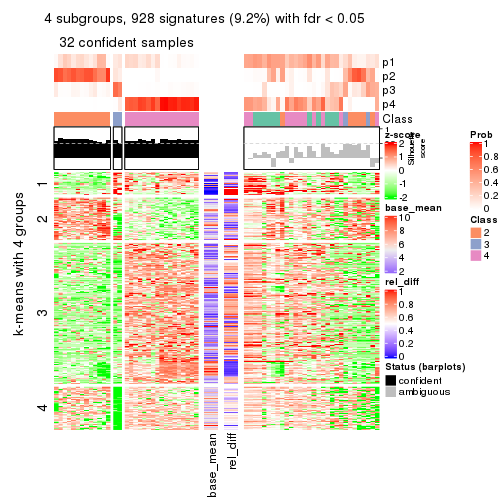 4 subgroups, 928 signatures (9.2%) with fdr < 0.05
32 confident samples
p1
p2
p3
p4
Class
1
Silhouette
score
k-means with 4 groups
1
2
3
4
base_mean
rel_diff
z-score
2
1
0
-1
-2
base_mean
10
8
6
4
2
rel_diff
1
0.8
0.6
0.4
0.2
0
Status (barplots)
confident
ambiguous
Prob
1
0.8
0.6
0.4
0.2
0
Class
2
3
4